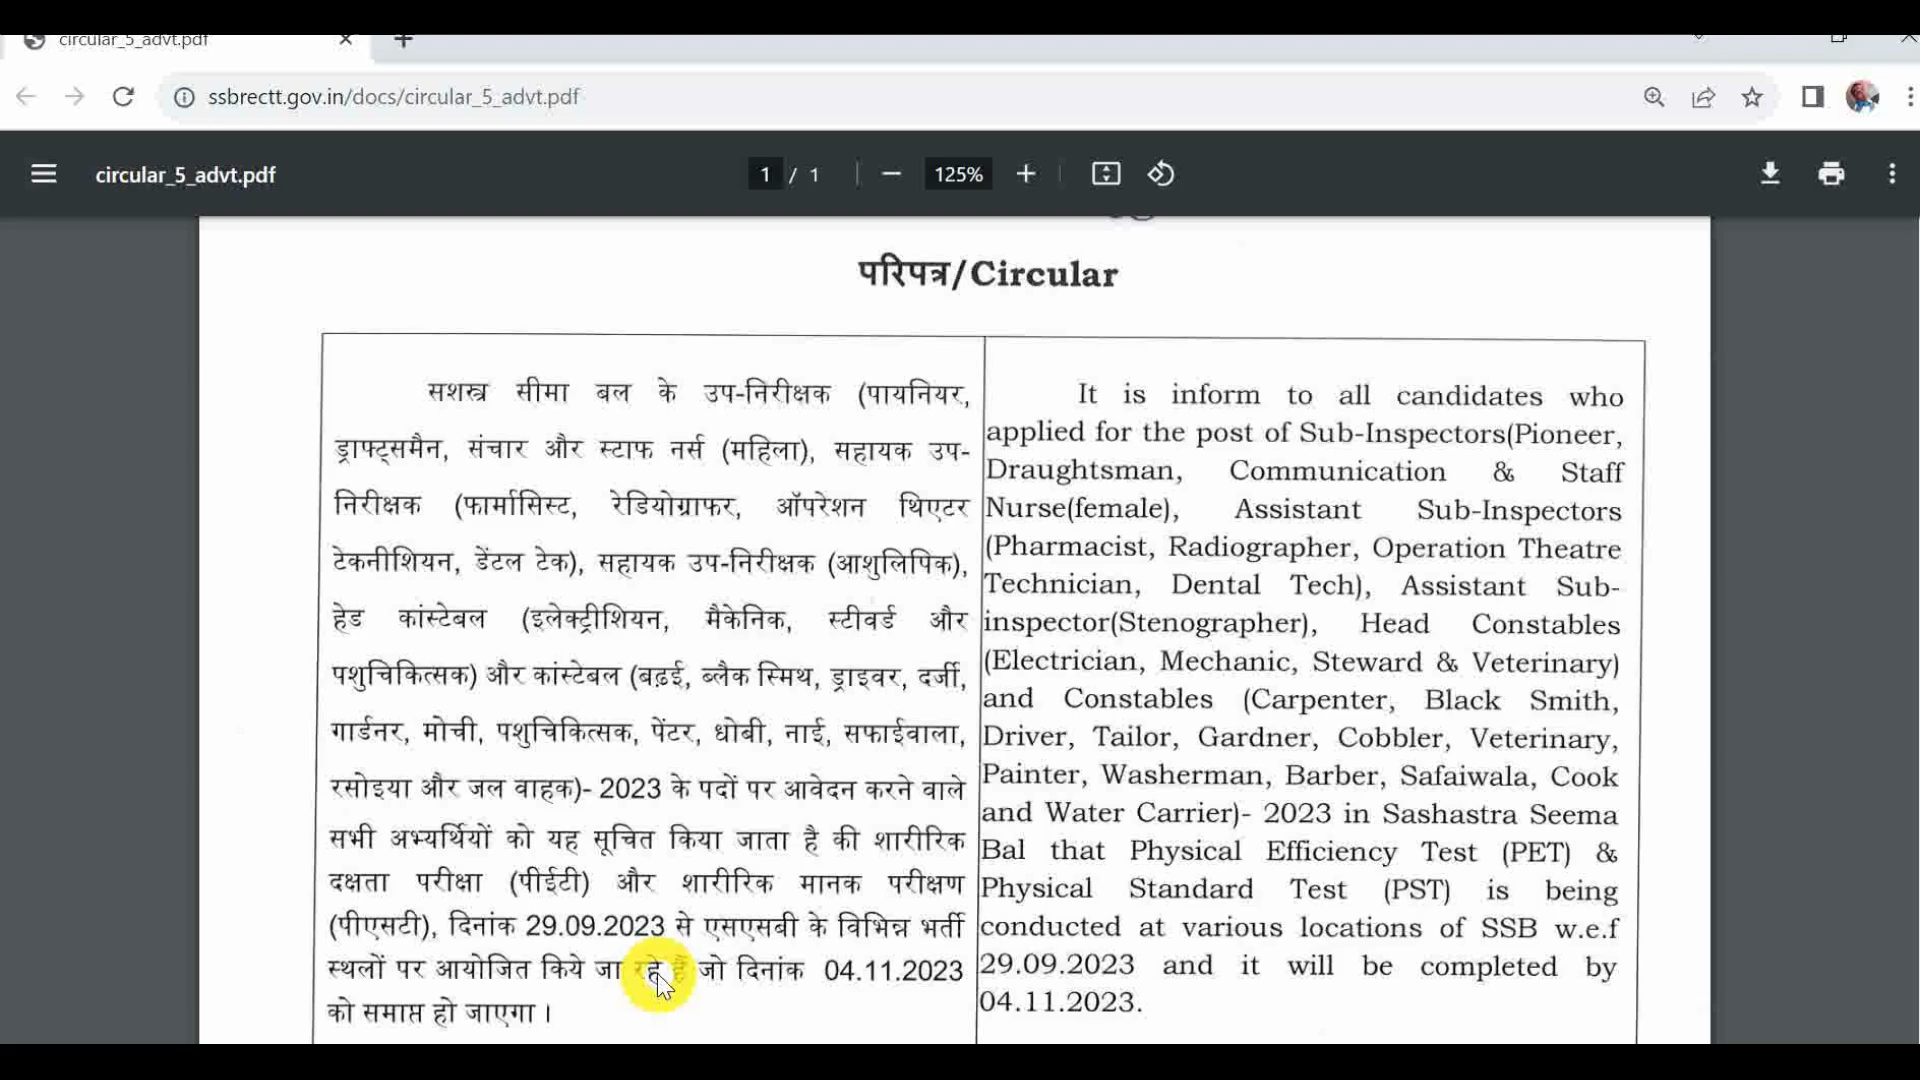 circular_5_advt.pdf
ssbrectt.gov.in/docs/circular_5_advt.pdf
circular_5_advt.pdf
1 / 1
125%
परिपत्र/Circular
सशस्त्र सीमा बल के उप-निरीक्षक (पायनियर,
ड्राफ्ट्समैन, संचार और स्टाफ नर्स (महिला), सहायक उप-
निरीक्षक (फार्मासिस्ट, रेडियोग्राफर, ऑपरेशन थिएटर
टेकनीशियन, डेंटल टेक), सहायक उप-निरीक्षक (आशुलिपिक),
हेड कांस्टेबल (इलेक्ट्रीशियन, मैकेनिक, स्टीवर्ड और
पशुचिकित्सक) और कांस्टेबल (बढ़ई, ब्लैक स्मिथ, ड्राइवर, दर्जी,
गार्डनर, मोची, पशुचिकित्सक, पेंटर, धोबी, नाई, सफाईवाला,
रसोइया और जल वाहक)- 2023 के पदों पर आवेदन करने वाले
सभी अभ्यर्थियों को यह सूचित किया जाता है की शारीरिक
दक्षता परीक्षा (पीईटी) और शारीरिक मानक परीक्षण
(पीएसटी), दिनांक 29.09.2023 से एसएसबी के विभिन्न भर्ती
स्थलों पर आयोजित किये जा रहे हैं जो दिनांक 04.11.2023
को समाप्त हो जाएगा ।
It is inform to all candidates who
applied for the post of Sub-Inspectors(Pioneer,
Draughtsman, Communication & Staff
Nurse(female), Assistant Sub-Inspectors
(Pharmacist, Radiographer, Operation Theatre
Technician, Dental Tech), Assistant Sub-
inspector(Stenographer), Head Constables
(Electrician, Mechanic, Steward & Veterinary)
and Constables (Carpenter, Black Smith,
Driver, Tailor, Gardner, Cobbler, Veterinary,
Painter, Washerman, Barber, Safaiwala, Cook
and Water Carrier)- 2023 in Sashastra Seema
Bal that Physical Efficiency Test (PET) &
Physical Standard Test (PST) is being
conducted at various locations of SSB w.e.f
29.09.2023 and it will be completed by
04.11.2023.